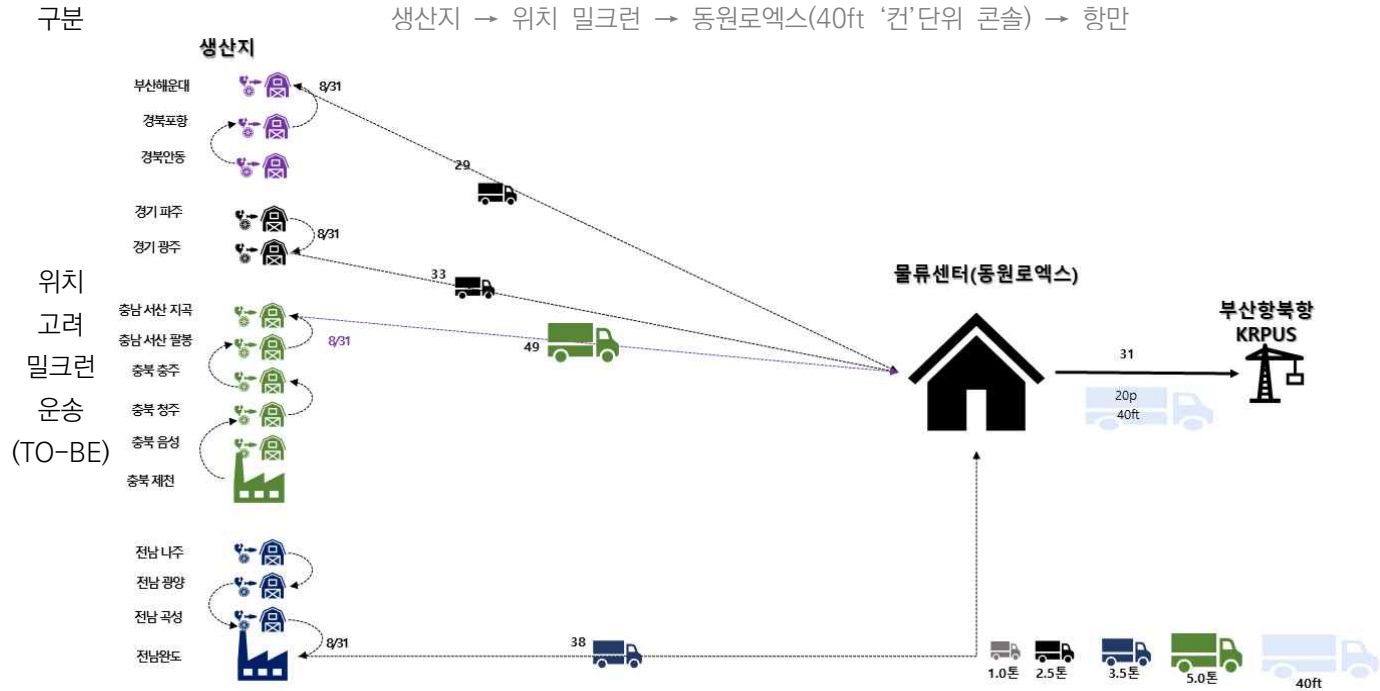 구분
생산지 → 위치 밀크런 → 동원로엑스(40ft ‘컨’단위 콘솔) → 항만
생산지
부산해운대
8/31
경북포항
경북안동
29
경기 파주
8/31
경기 광주
33
위치
고려
밀크런
운송
(TO-BE)
충남 서산 지곡
충남 서산 팔봉
8/31
49
충북 충주
충북 청주
충북 음성
충북 제천
물류센터(동원로엑스)
부산항북항
KRPUS
31
20p
40ft
전남 나주
전남 광양
전남 곡성
8/31
전남완도
38
1.0톤
2.5톤
3.5톤
5.0톤
40ft